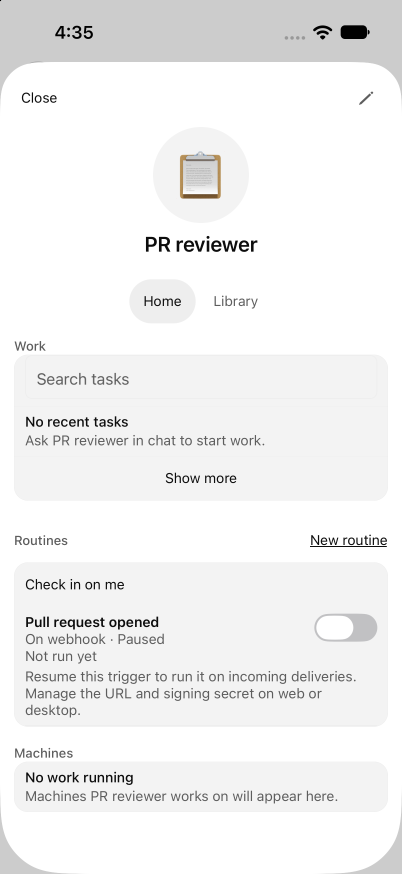 4:35
Close
PR reviewer
Home
Library
Work
Search tasks
No recent tasks
Ask PR reviewer in chat to start work.
Show more
Routines
New routine
Check in on me
Pull request opened
On webhook · Paused
Not run yet
Resume this trigger to run it on incoming deliveries.
Manage the URL and signing secret on web or
desktop.
Machines
No work running
Machines PR reviewer works on will appear here.